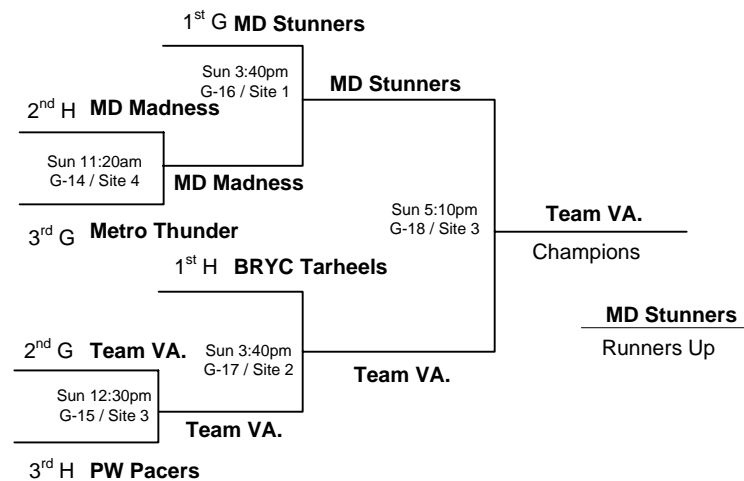 1st G MD Stunners
Sun 3:40pm
G-16 / Site 1
MD Stunners
2nd H MD Madness
Sun 11:20am
G-14 / Site 4
MD Madness
3rd G Metro Thunder
Sun 5:10pm
G-18 / Site 3
Team VA.
Champions
1st H BRYC Tarheels
MD Stunners
Runners Up
2nd G Team VA.
Sun 3:40pm
G-17 / Site 2
Team VA.
Sun 12:30pm
G-15 / Site 3
Team VA.
3rd H PW Pacers